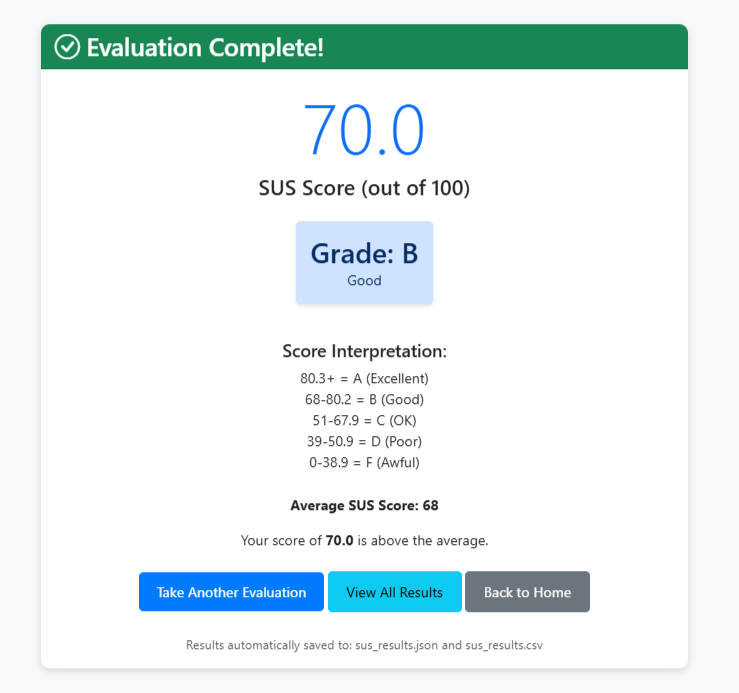 Evaluation Complete!
70.0
SUS Score (out of 100)
Grade: B
Good
Score Interpretation:
80.3+ = A (Excellent)
68-80.2 = B (Good)
51-67.9 = C (OK)
39-50.9 = D (Poor)
0-38.9 = F (Awful)
Average SUS Score: 68
Your score of 70.0 is above the average.
Take Another Evaluation View All Results Back to Home
Results automatically saved to: sus_results.json and sus_results.csv